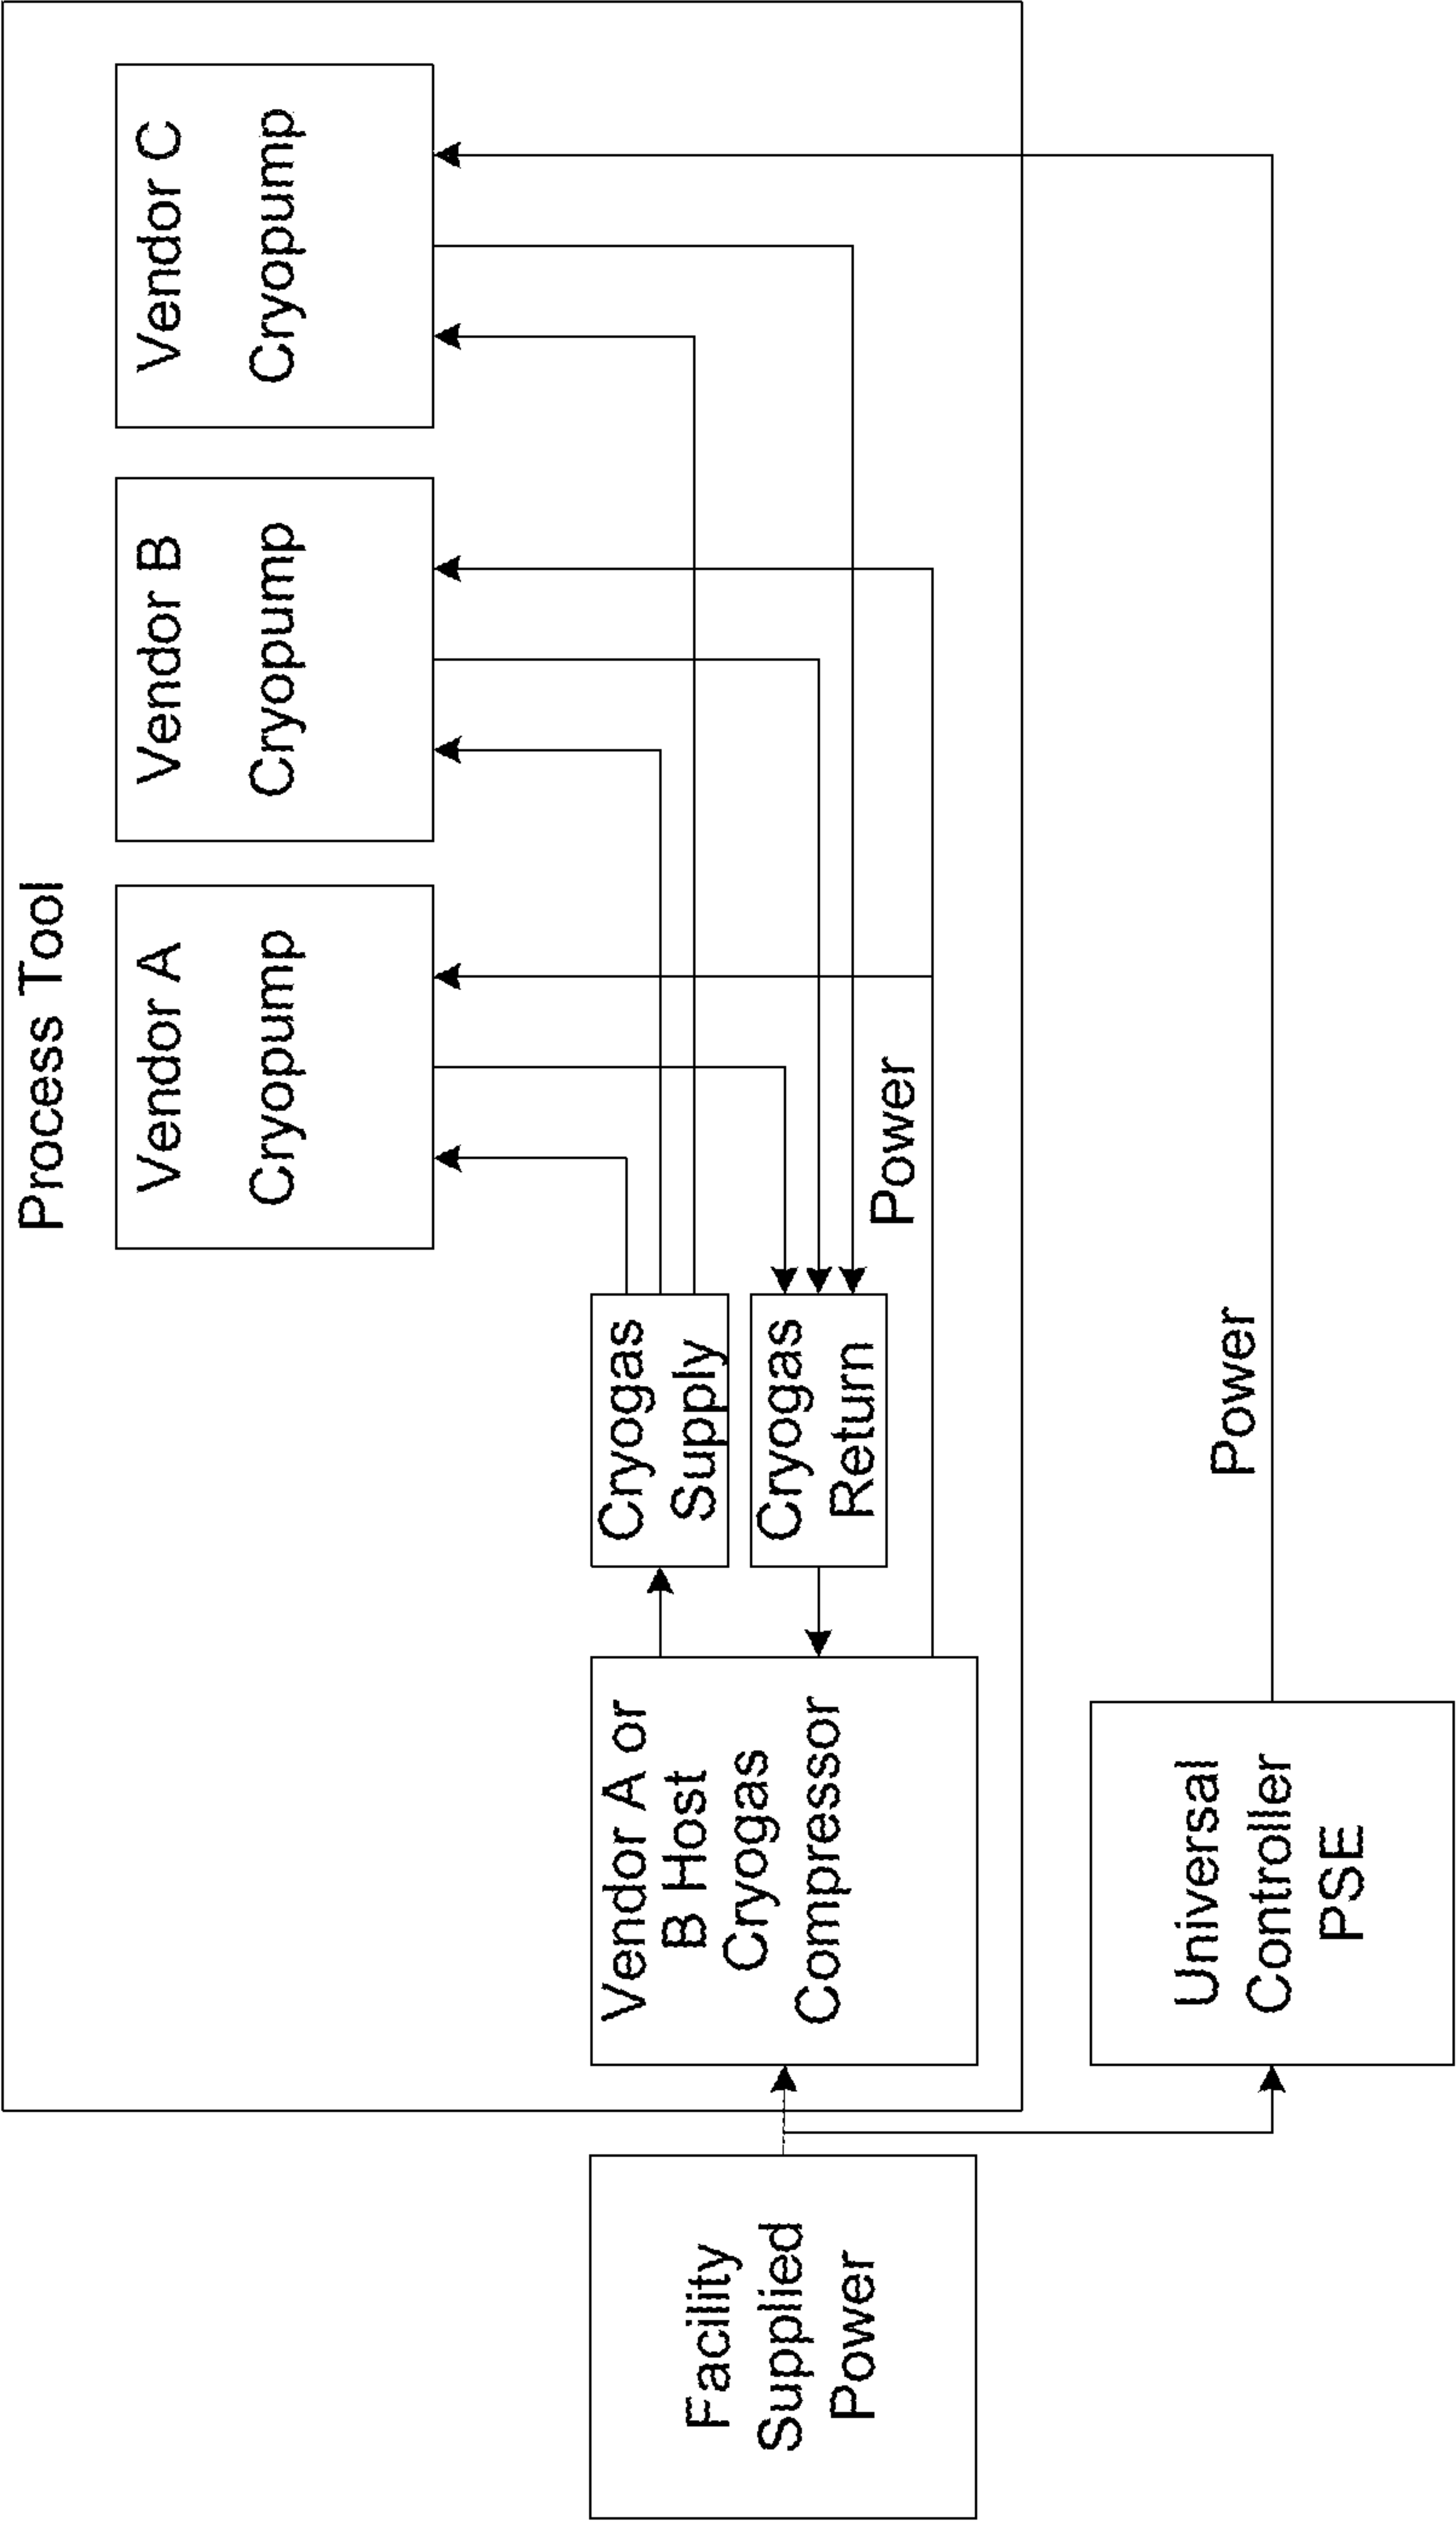 Process Tool
Vendor A
Cryopump
Vendor B
Cryopump
Vendor C
Cryopump
Cryogas
Supply
Cryogas
Return
Power
Vendor A or
B Host
Cryogas
Compressor
Facility
Supplied
Power
Power
Universal
Controller
PSE